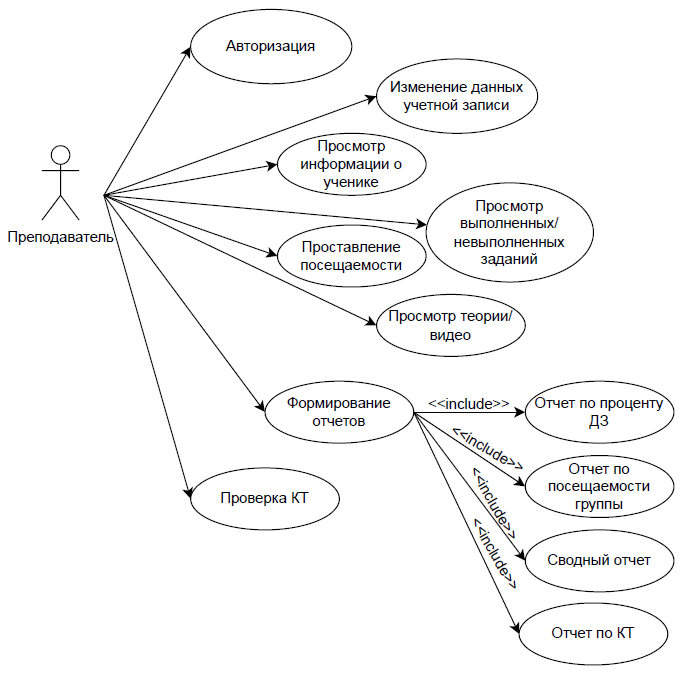 Авторизация
Изменение данных
учетной записи
Просмотр
информации о
ученике
Преподаватель
Просмотр
выполненных/
невыполненных
заданий
Проставление
посещаемости
Просмотр теории/
видео
Формирование
отчетов
<<include>>
Отчет по проценту
ДЗ
<<include>>
Отчет по
посещаемости
группы
<<include>>
Сводный отчет
<<include>>
Отчет по КТ
Проверка КТ